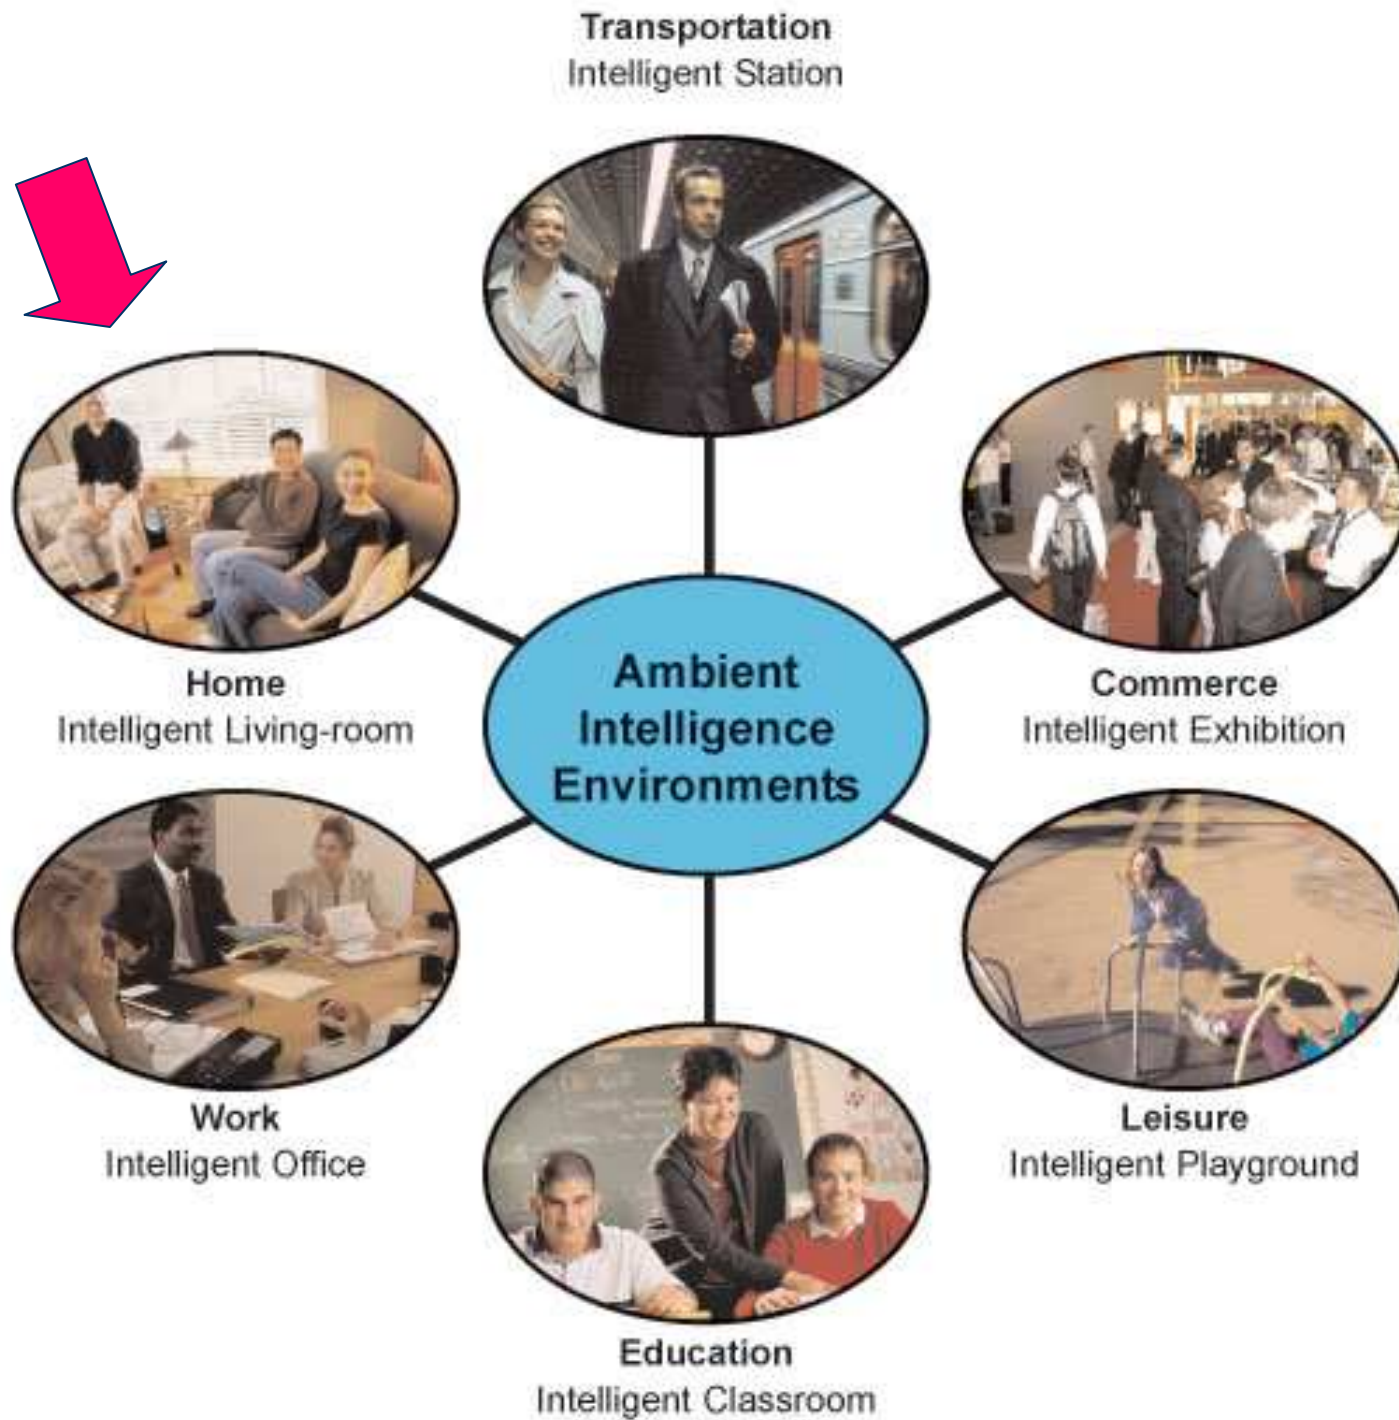 Transportation
Intelligent Station
Home
Intelligent Living-room
Commerce
Intelligent Exhibition
Ambient
Intelligence
Environments
Work
Intelligent Office
Leisure
Intelligent Playground
Education
Intelligent Classroom